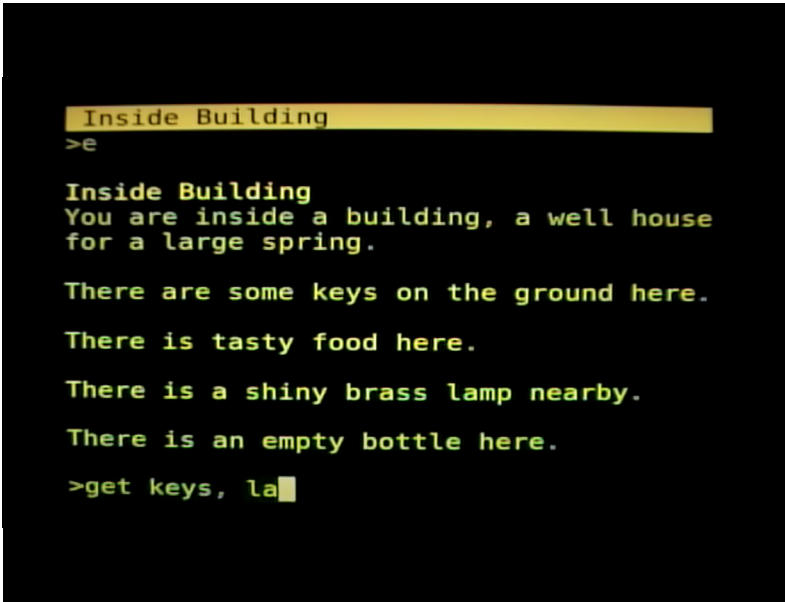 Inside Building
>e
Inside Building
You are inside a building, a well house
for a large spring.
There are some keys on the ground here.
There is tasty food here.
There is a shiny brass lamp nearby.
There is an empty bottle here.
>get keys, la